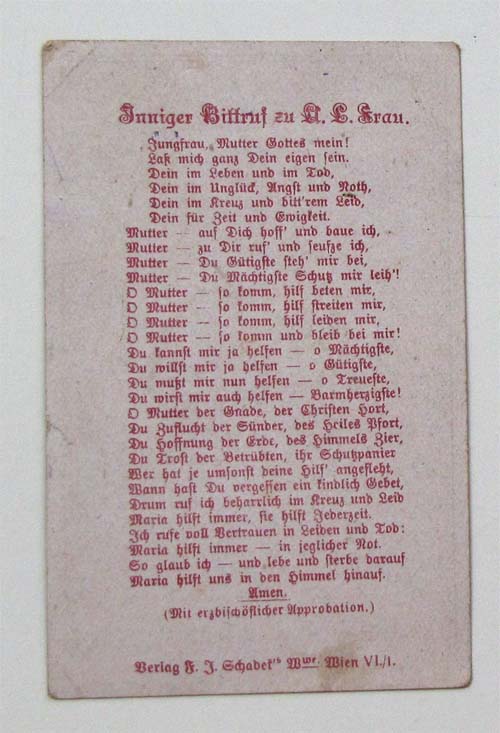 Inniger Bittruf zu U. L. Frau.
Jungfrau, Mutter Gottes mein!
Laß mich ganz Dein eigen sein.
Dein im Leben und im Tod,
Dein im Unglück, Angst und Noth,
Dein im Kreuz und bitt'rem Leid,
Dein für Zeit und Ewigkeit.
Mutter — auf Dich hoff' und baue ich,
Mutter — zu Dir ruf' und seufze ich,
Mutter — Du Gütigste steh' mir bei,
Mutter — Du Mächtigste Schutz mir leih'!
O Mutter — so komm, hilf beten mir,
O Mutter — so komm, hilf streiten mir,
O Mutter — so komm, hilf leiden mir,
O Mutter — so komm und bleib bei mir!
Du kannst mir ja helfen — o Mächtigste,
Du willst mir ja helfen — o Gütigste,
Du mußt mir nun helfen — o Treueste,
Du wirst mir auch helfen — Barmherzigste!
O Mutter der Gnade, der Christen Hort,
Du Zuflucht der Sünder, des Heiles Pfort,
Du Hoffnung der Erde, des Himmels Zier,
Du Trost der Betrübten, ihr Schutzpanier
Wer hat je umsonst deine Hilf' angefleht,
Wann hast Du vergessen ein kindlich Gebet,
Drum ruf ich beharrlich im Kreuz und Leid
Maria hilft immer, sie hilft Jederzeit.
Ich rufe voll Vertrauen in Leiden und Tod:
Maria hilft immer — in jeglicher Not.
So glaub ich — und lebe und sterbe darauf
Maria hilft uns in den Himmel hinauf.
Amen.
(Mit erzbischöflicher Approbation.)
Verlag F. J. Schadek's Wwe. Wien VI./1.